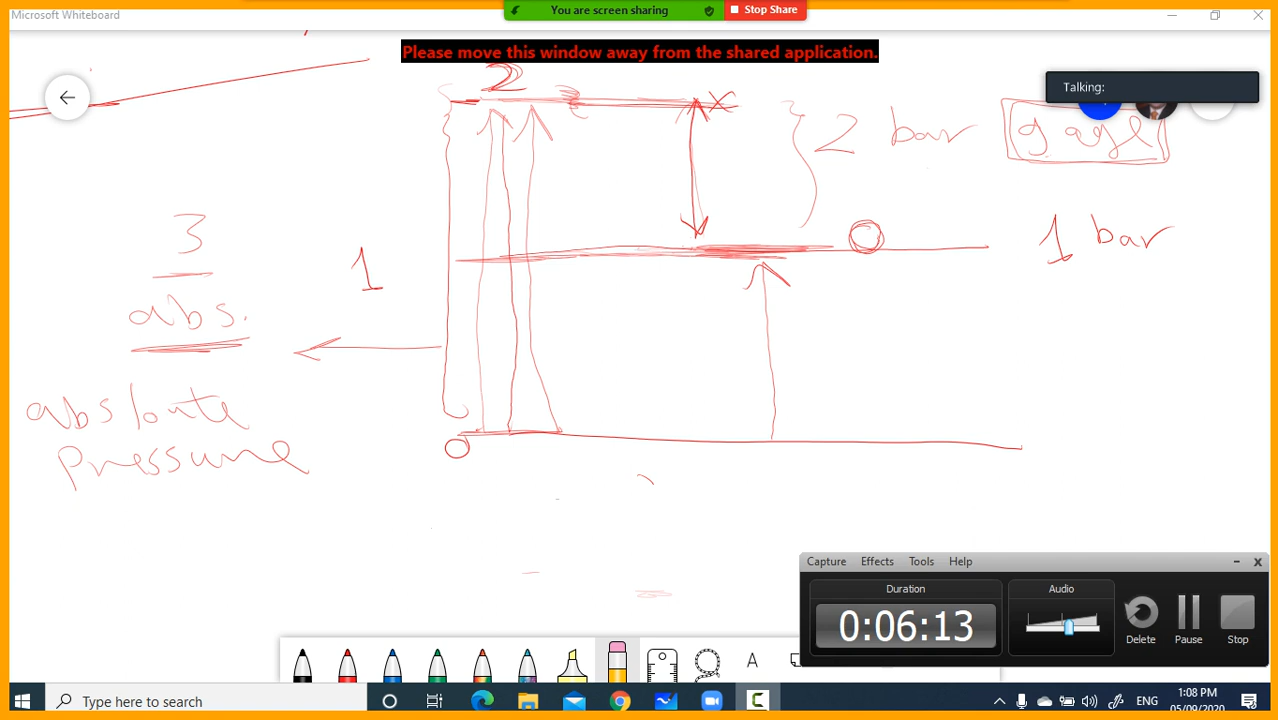 Microsoft Whiteboard
You are screen sharing
Stop Share
Please move this window away from the shared application.
Talking:
2
2 bar gage
3
abs.
1
0
1 bar
absloute
Pressure
0
Capture Effects Tools Help
Duration
0:06:13
Audio
Delete Pause Stop
A
Type here to search
ENG
1:08 PM
05/09/2020